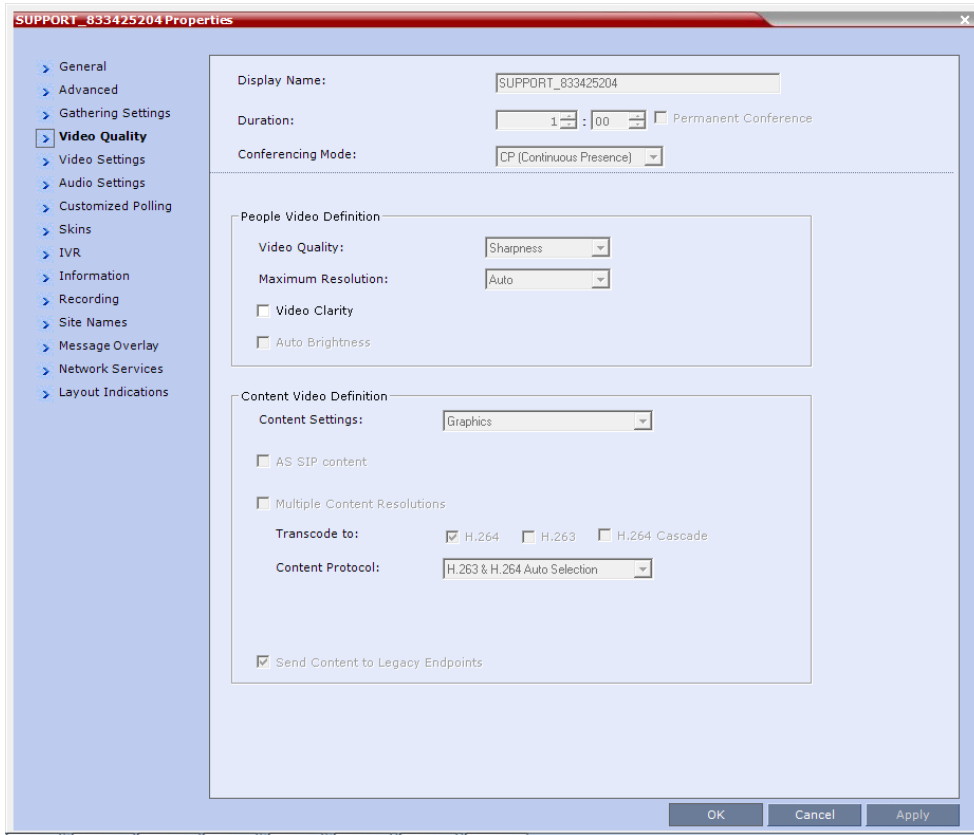 SUPPORT_833425204 Properties
General
Advanced
Gathering Settings
Video Quality
Video Settings
Audio Settings
Customized Polling
Skins
IVR
Information
Recording
Site Names
Message Overlay
Network Services
Layout Indications
Display Name: SUPPORT_833425204
Duration: 1 : 00 Permanent Conference
Conferencing Mode: CP (Continuous Presence)
People Video Definition
Video Quality: Sharpness
Maximum Resolution: Auto
Video Clarity
Auto Brightness
Content Video Definition
Content Settings: Graphics
AS SIP content
Multiple Content Resolutions
Transcode to: H.264 H.263 H.264 Cascade
Content Protocol: H.263 & H.264 Auto Selection
Send Content to Legacy Endpoints
OK Cancel Apply